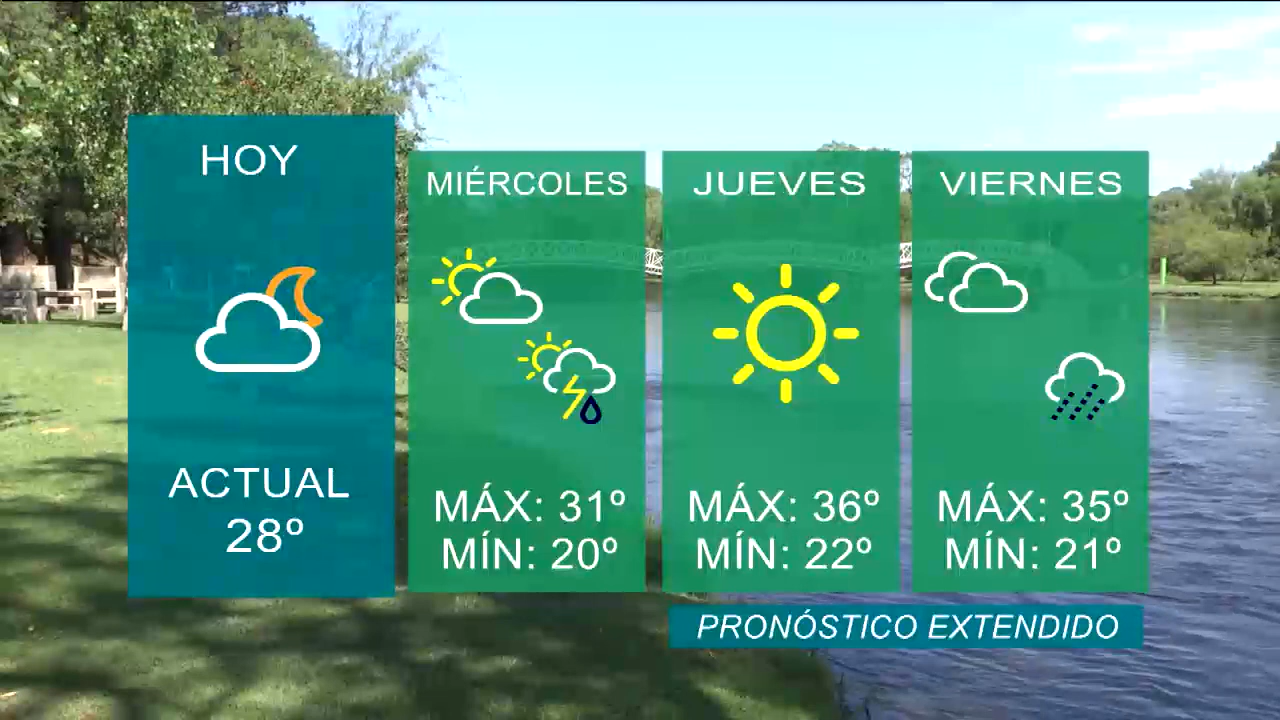 HOY
ACTUAL
28º
MIÉRCOLES
MÁX: 31º
MÍN: 20º
JUEVES
MÁX: 36º
MÍN: 22º
VIERNES
MÁX: 35º
MÍN: 21º
PRONÓSTICO EXTENDIDO